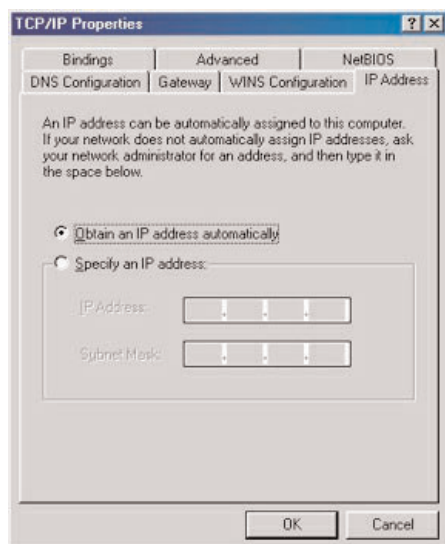 TCP/IP Properties
Bindings Advanced NetBIOS
DNS Configuration Gateway WINS Configuration IP Address
An IP address can be automatically assigned to this computer.
If your network does not automatically assign IP addresses, ask
your network administrator for an address, and then type it in
the space below.
Obtain an IP address automatically
Specify an IP address:
IP Address:
Subnet Mask:
OK Cancel